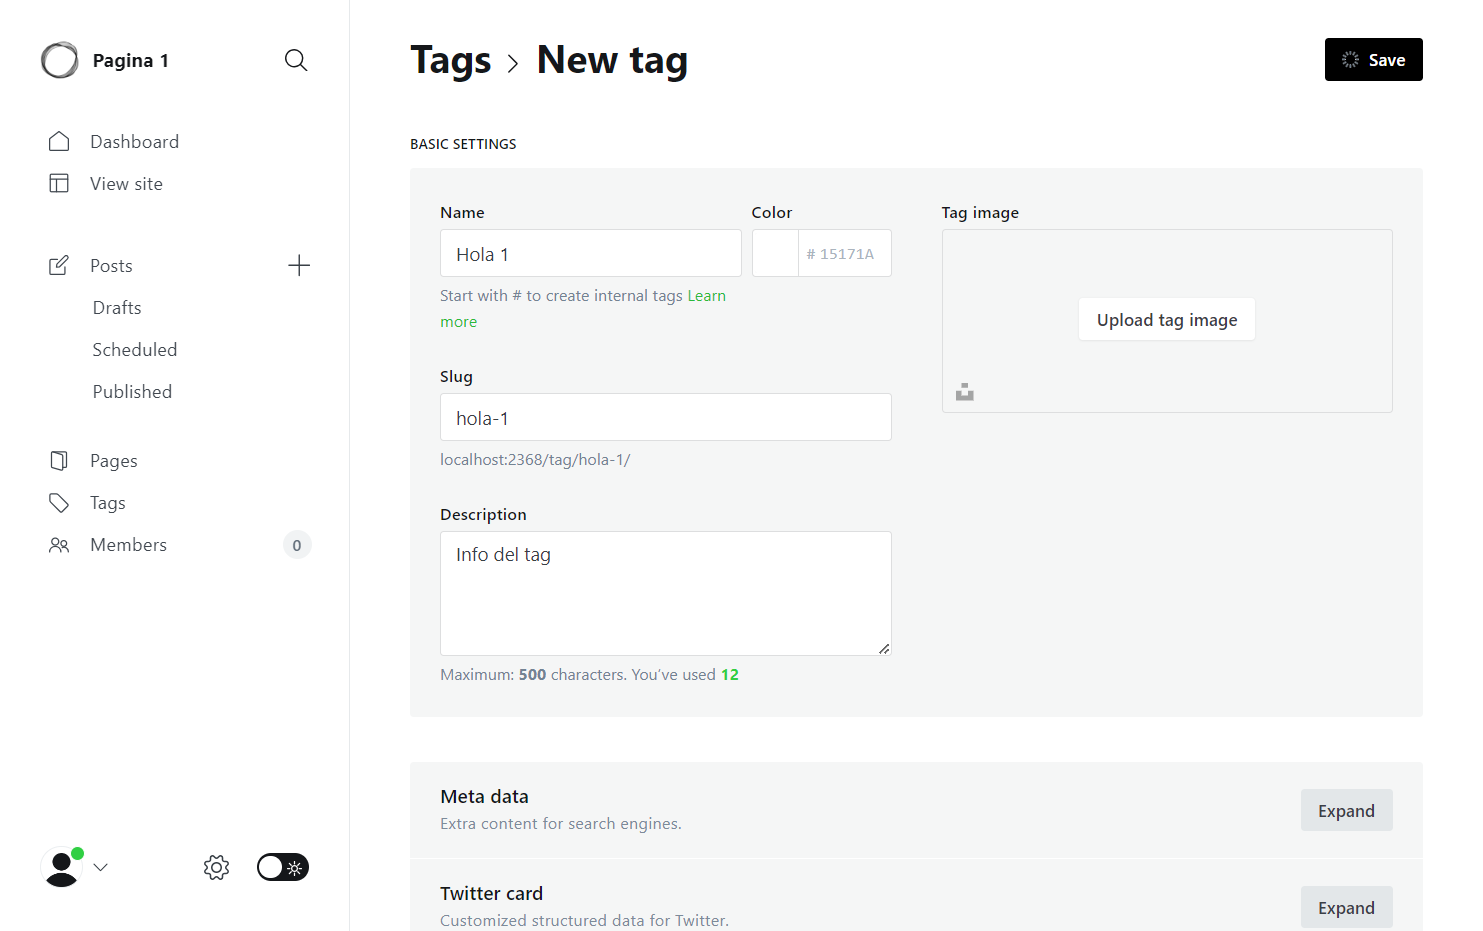 Pagina 1
Dashboard
View site
Posts
Drafts
Scheduled
Published
Pages
Tags
Members 0
Tags > New tag
Save
BASIC SETTINGS
Name
Hola 1
Start with # to create internal tags Learn
more
Color
# 15171A
Slug
hola-1
localhost:2368/tag/hola-1/
Description
Info del tag
Maximum: 500 characters. You've used 12
Tag image
Upload tag image
Meta data
Extra content for search engines.
Expand
Twitter card
Customized structured data for Twitter.
Expand